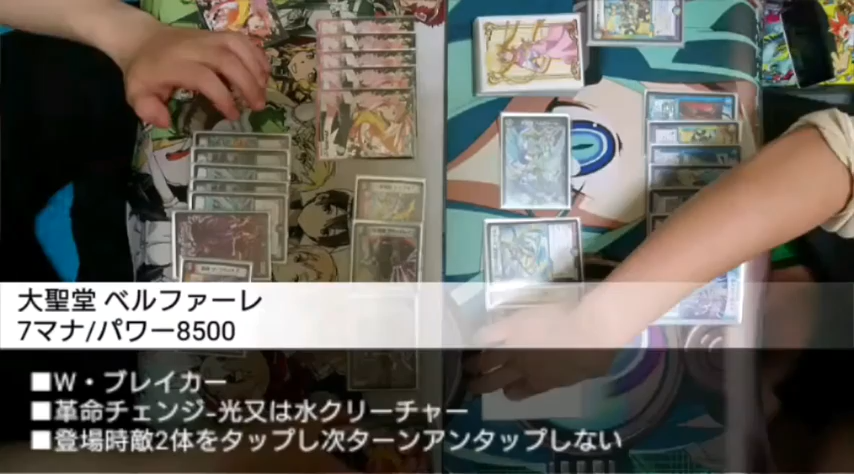 大聖堂 ベルファーレ
7マナ/パワー8500
■W・ブレイカー
■革命チェンジ-光又は水クリーチャー
■登場時敵2体をタップし次ターンアンタップしない